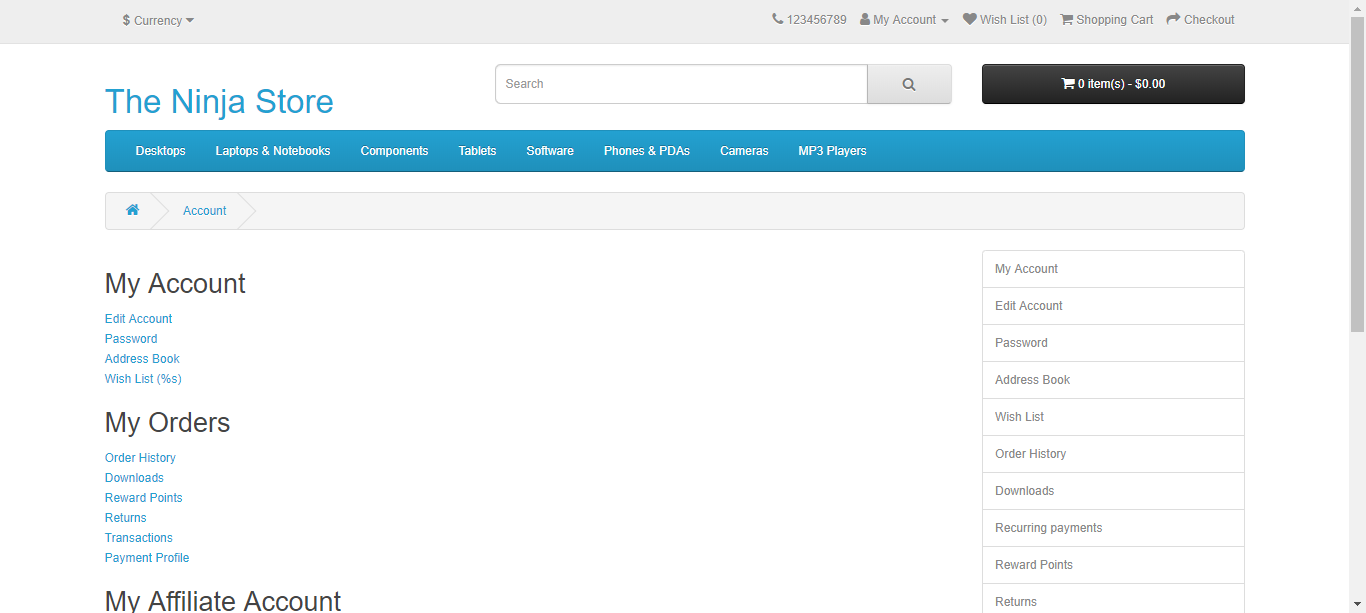 $ Currency
123456789 My Account Wish List (0) Shopping Cart Checkout
The Ninja Store
Search
0 item(s) - $0.00
Desktops Laptops & Notebooks Components Tablets Software Phones & PDAs Cameras MP3 Players
Account
My Account
Edit Account
Password
Address Book
Wish List (%s)
My Orders
Order History
Downloads
Reward Points
Returns
Transactions
Payment Profile
My Affiliate Account
My Account
Edit Account
Password
Address Book
Wish List
Order History
Downloads
Recurring payments
Reward Points
Returns